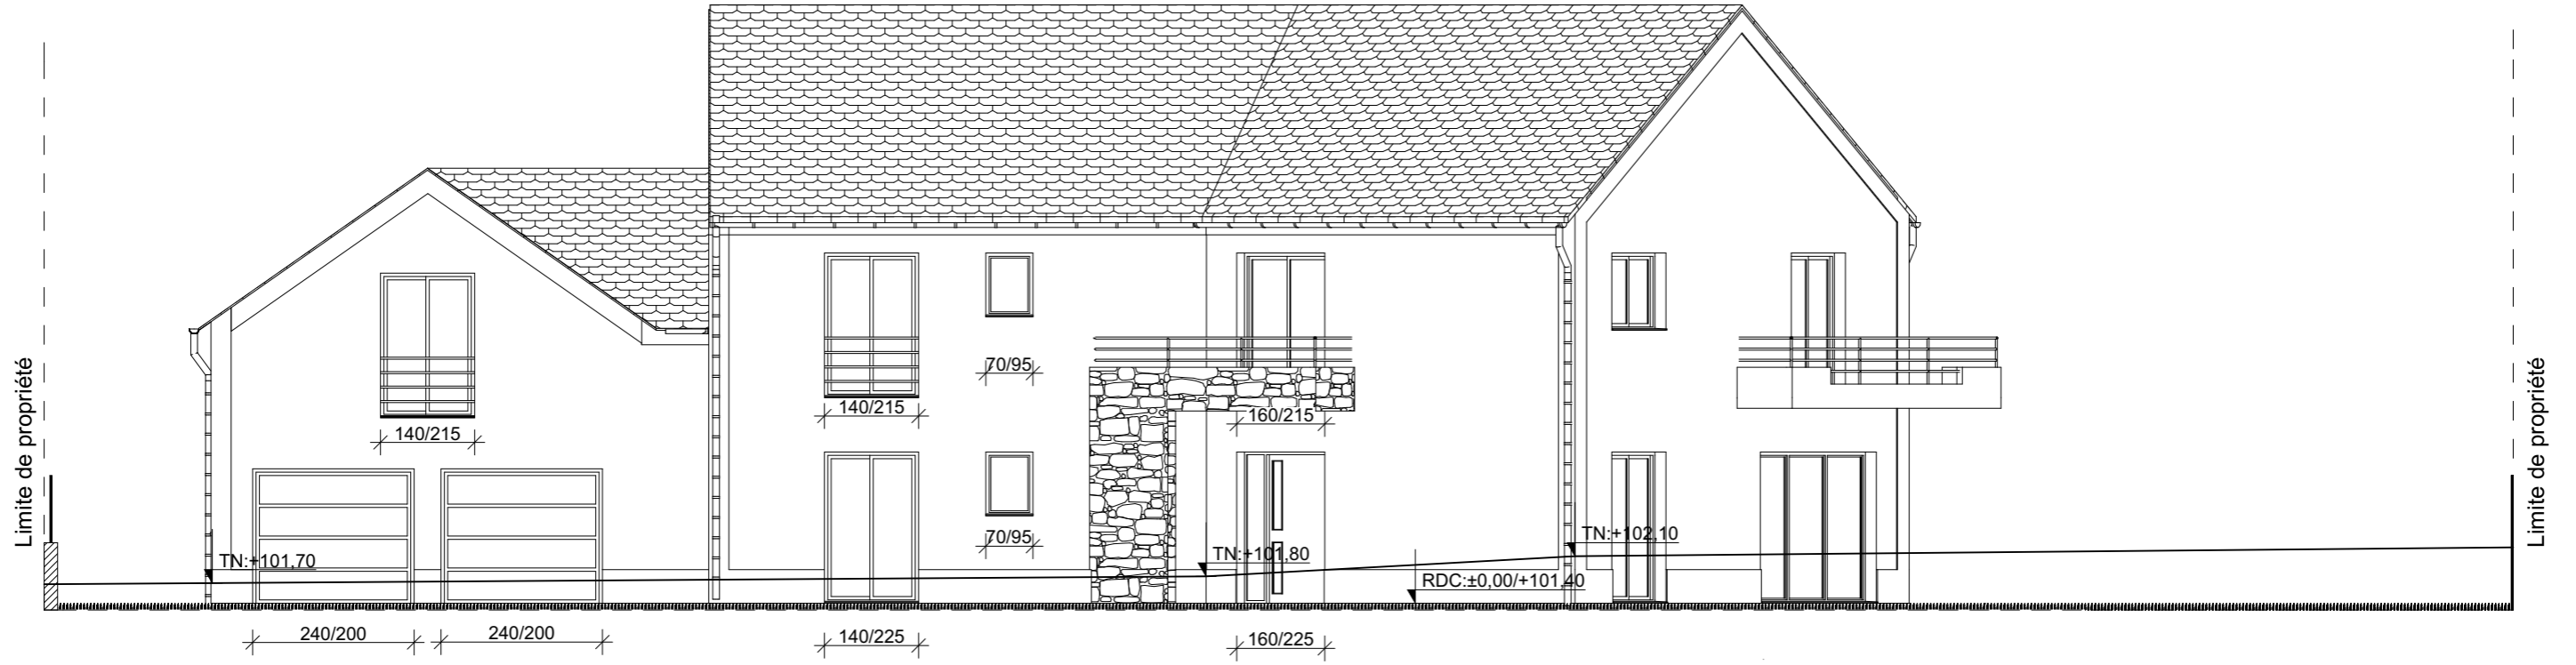 Limite de propriété
TN:+101,70
140/215
240/200
240/200
140/215
140/225
70/95
70/95
160/215
TN:+101,80
160/225
RDC:±0,00/+101,40
TN:+102,10
Limite de propriété